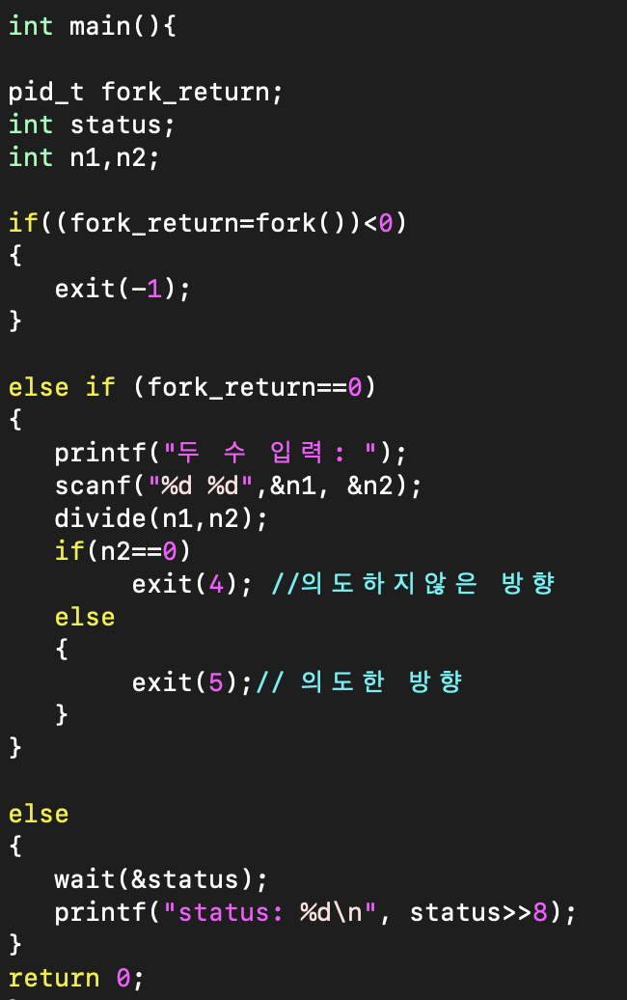 int main(){
pid_t fork_return;
int status;
int n1,n2;
if((fork_return=fork())<0)
{
exit(-1);
}
else if (fork_return==0)
{
printf("두 수 입력: ");
scanf("%d %d",&n1, &n2);
divide(n1,n2);
if(n2==0)
exit(4); //의도하지않은 방향
else
{
exit(5);// 의도한 방향
}
}
else
{
wait(&status);
printf("status: %d\n", status>>8);
}
return 0;